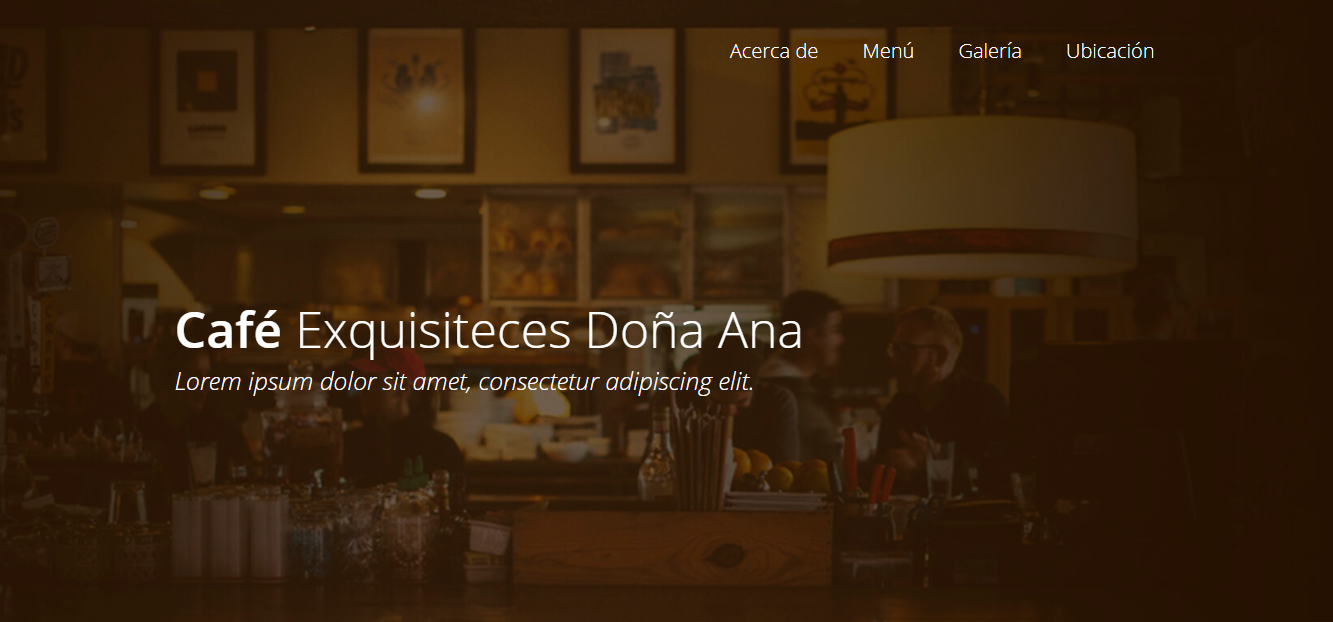 Acerca de Menú Galería Ubicación
Café Exquisiteces Doña Ana
Lorem ipsum dolor sit amet, consectetur adipiscing elit.